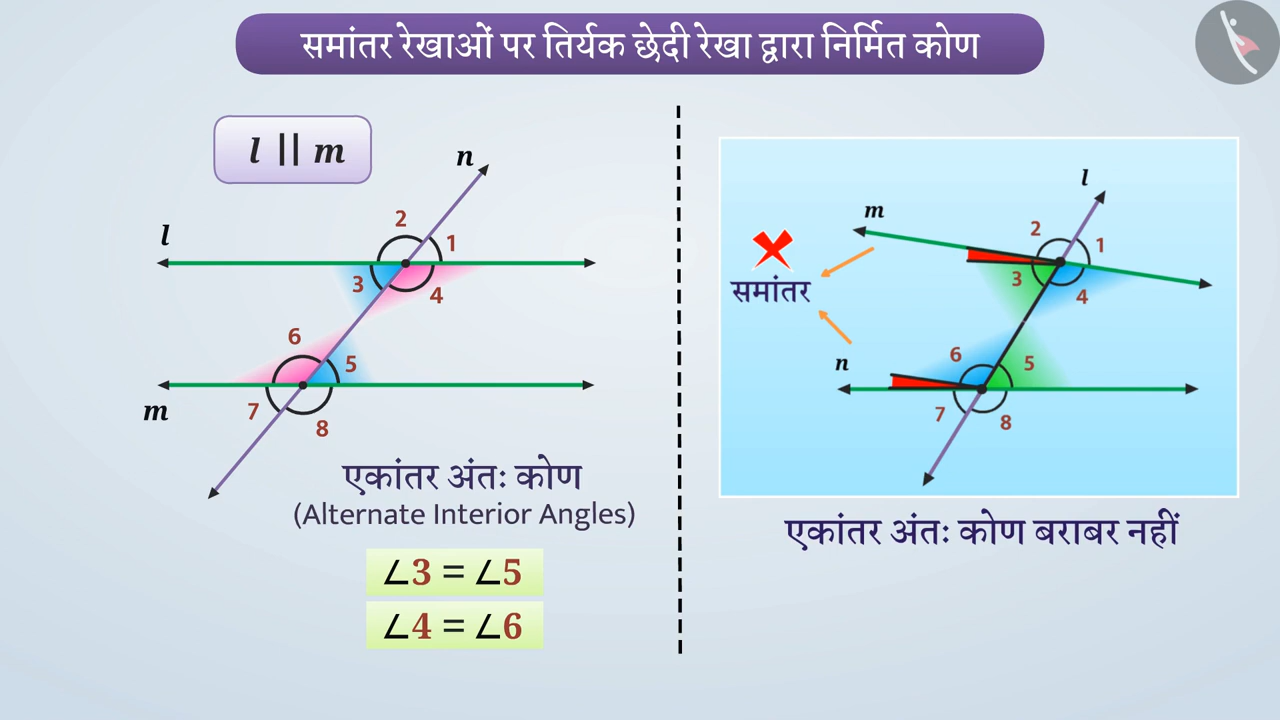 समांतर रेखाओं पर तिर्यक छेदी रेखा द्वारा निर्मित कोण
l || m
n
l
2
1
3
4
6
5
m
7
8
एकांतर अंतः कोण
(Alternate Interior Angles)
∠3 = ∠5
∠4 = ∠6
l
m
2
1
समांतर
3
4
n
6
5
7
8
एकांतर अंतः कोण बराबर नहीं